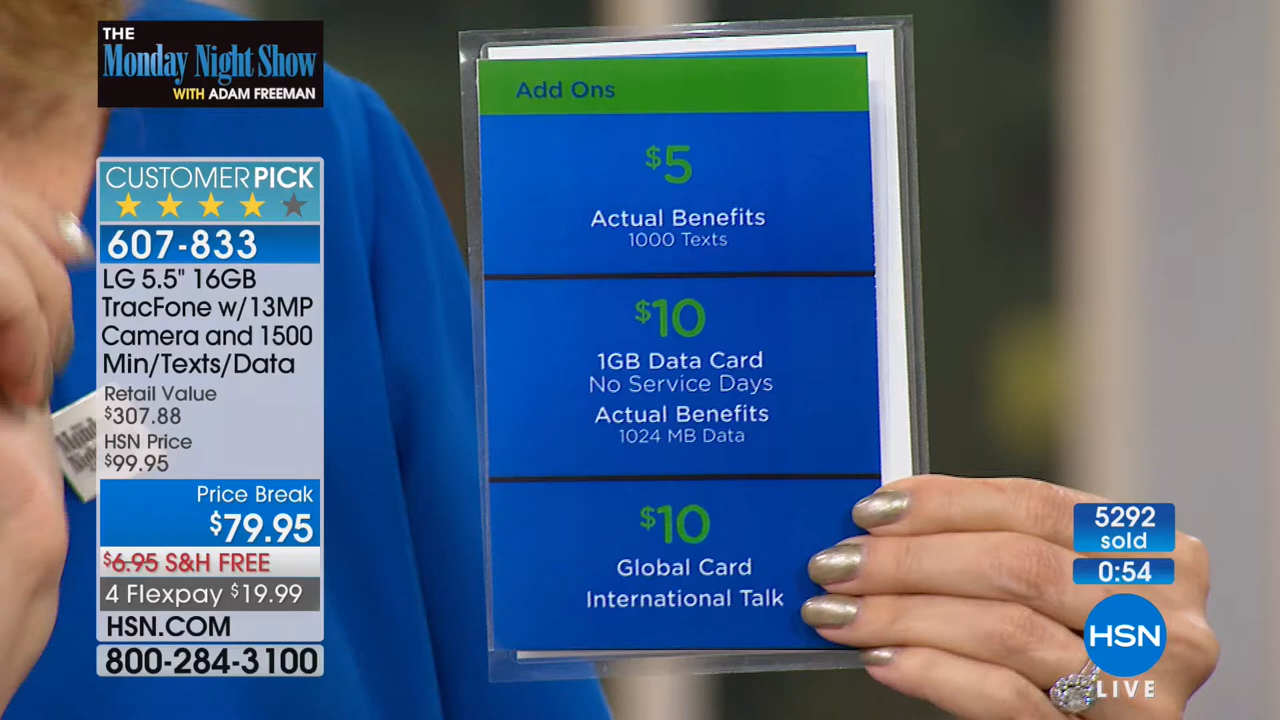 THE
Monday Night Show
WITH ADAM FREEMAN
CUSTOMER PICK
607-833
LG 5.5" 16GB
TracFone w/13MP
Camera and 1500
Min/Texts/Data
Retail Value
$307.88
HSN Price
$99.95
Price Break
$79.95
$6.95 S&H FREE
4 Flexpay $19.99
HSN.COM
800-284-3100
Add Ons
$5
Actual Benefits
1000 Texts
$10
1GB Data Card
No Service Days
Actual Benefits
1024 MB Data
$10
Global Card
International Talk
5292
sold
0:54
HSN
LIVE